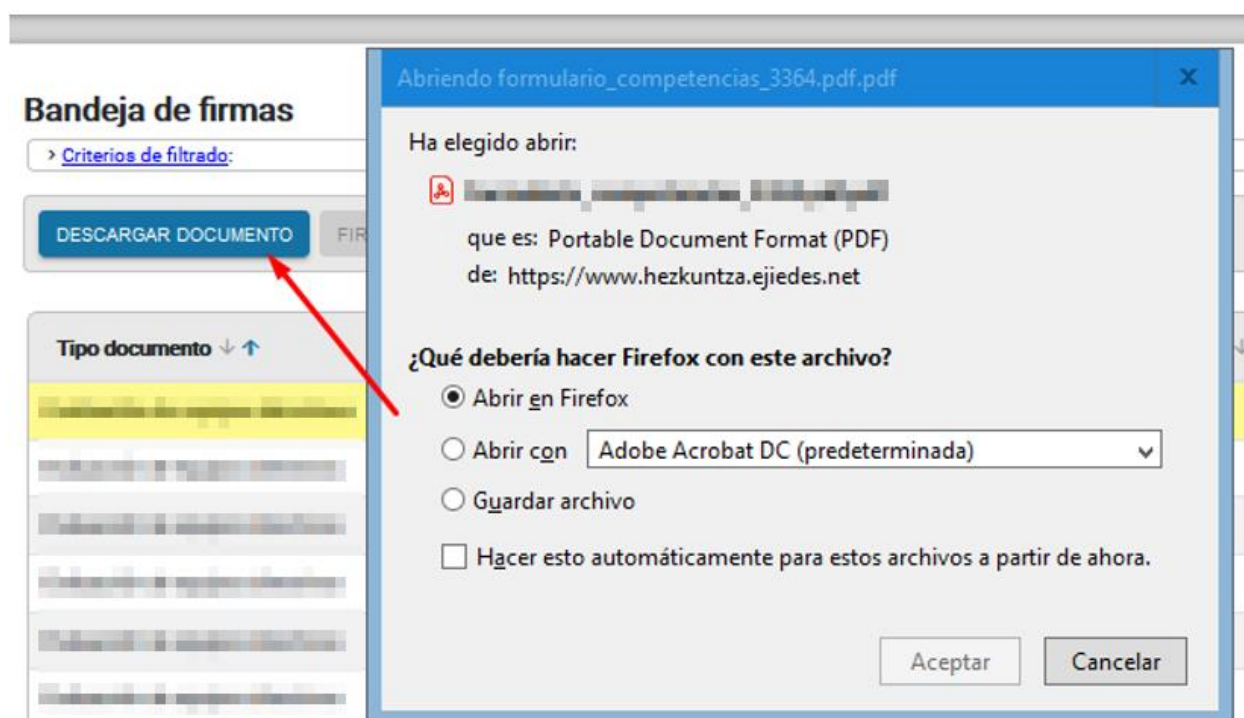 Bandeja de firmas
> Criterios de filtrado:
DESCARGAR DOCUMENTO
FIR
Tipo documento ↓ ↑
Abriendo formulario_competencias_3364.pdf.pdf
X
Ha elegido abrir:
que es: Portable Document Format (PDF)
de: https://www.hezkuntza.ejiedes.net
¿Qué debería hacer Firefox con este archivo?
Abrir en Firefox
Abrir con Adobe Acrobat DC (predeterminada)
Guardar archivo
Hacer esto automáticamente para estos archivos a partir de ahora.
Aceptar
Cancelar